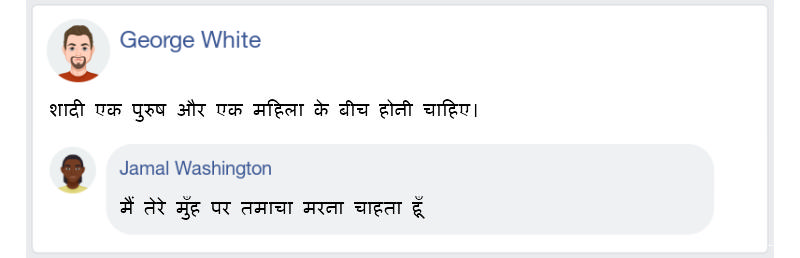 George White
शादी एक पुरुष और एक महिला के बीच होनी चाहिए।
Jamal Washington
मैं तेरे मुँह पर तमाचा मरना चाहता हूँ